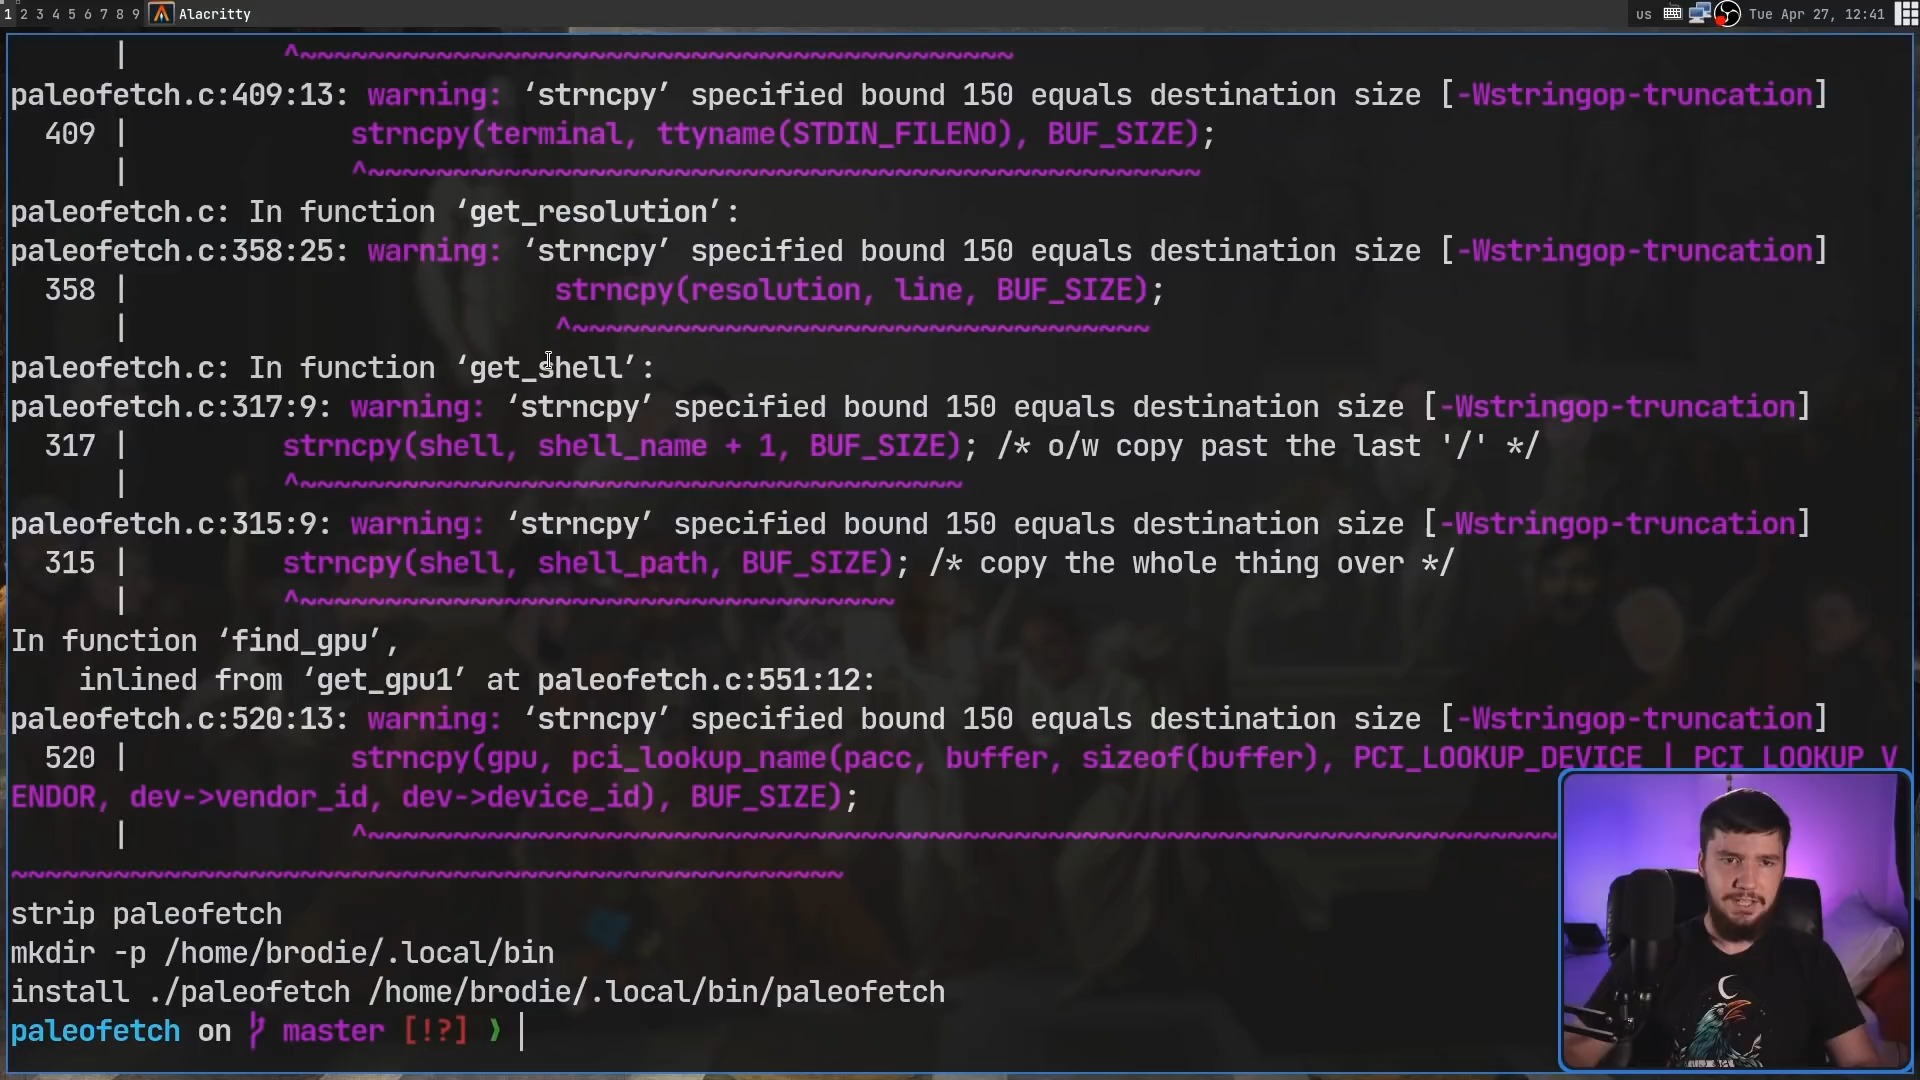 1 2 3 4 5 6 7 8 9 Alacritty us Tue Apr 27, 12:41
| ^~~~~~~~~~~~~~~~~~~~~~~~~~~~~~~~~~~~~~~~~~~
paleofetch.c:409:13: warning: ‘strncpy’ specified bound 150 equals destination size [-Wstringop-truncation]
409 | strncpy(terminal, ttyname(STDIN_FILENO), BUF_SIZE);
| ^~~~~~~~~~~~~~~~~~~~~~~~~~~~~~~~~~~~~~~~~~~~~~~~~~
paleofetch.c: In function ‘get_resolution’:
paleofetch.c:358:25: warning: ‘strncpy’ specified bound 150 equals destination size [-Wstringop-truncation]
358 | strncpy(resolution, line, BUF_SIZE);
| ^~~~~~~~~~~~~~~~~~~~~~~~~~~~~~~~~~~
paleofetch.c: In function ‘get_shell’:
paleofetch.c:317:9: warning: ‘strncpy’ specified bound 150 equals destination size [-Wstringop-truncation]
317 | strncpy(shell, shell_name + 1, BUF_SIZE); /* o/w copy past the last '/' */
| ^~~~~~~~~~~~~~~~~~~~~~~~~~~~~~~~~~~~~~~~
paleofetch.c:315:9: warning: ‘strncpy’ specified bound 150 equals destination size [-Wstringop-truncation]
315 | strncpy(shell, shell_path, BUF_SIZE); /* copy the whole thing over */
| ^~~~~~~~~~~~~~~~~~~~~~~~~~~~~~~~~~~~
In function ‘find_gpu’,
inlined from ‘get_gpu1’ at paleofetch.c:551:12:
paleofetch.c:520:13: warning: ‘strncpy’ specified bound 150 equals destination size [-Wstringop-truncation]
520 | strncpy(gpu, pci_lookup_name(pacc, buffer, sizeof(buffer), PCI_LOOKUP_DEVICE | PCI_LOOKUP_V
ENDOR, dev->vendor_id, dev->device_id), BUF_SIZE);
| ^~~~~~~~~~~~~~~~~~~~~~~~~~~~~~~~~~~~~~~~~~~~~~~~~~~~~~~~~~~~~~~~~~~~~~~
~~~~~~~~~~~~~~~~~~~~~~~~~~~~~~~~~~~~~~~~~~~~~~~~~
strip paleofetch
mkdir -p /home/brodie/.local/bin
install ./paleofetch /home/brodie/.local/bin/paleofetch
paleofetch on master [!?] ❯